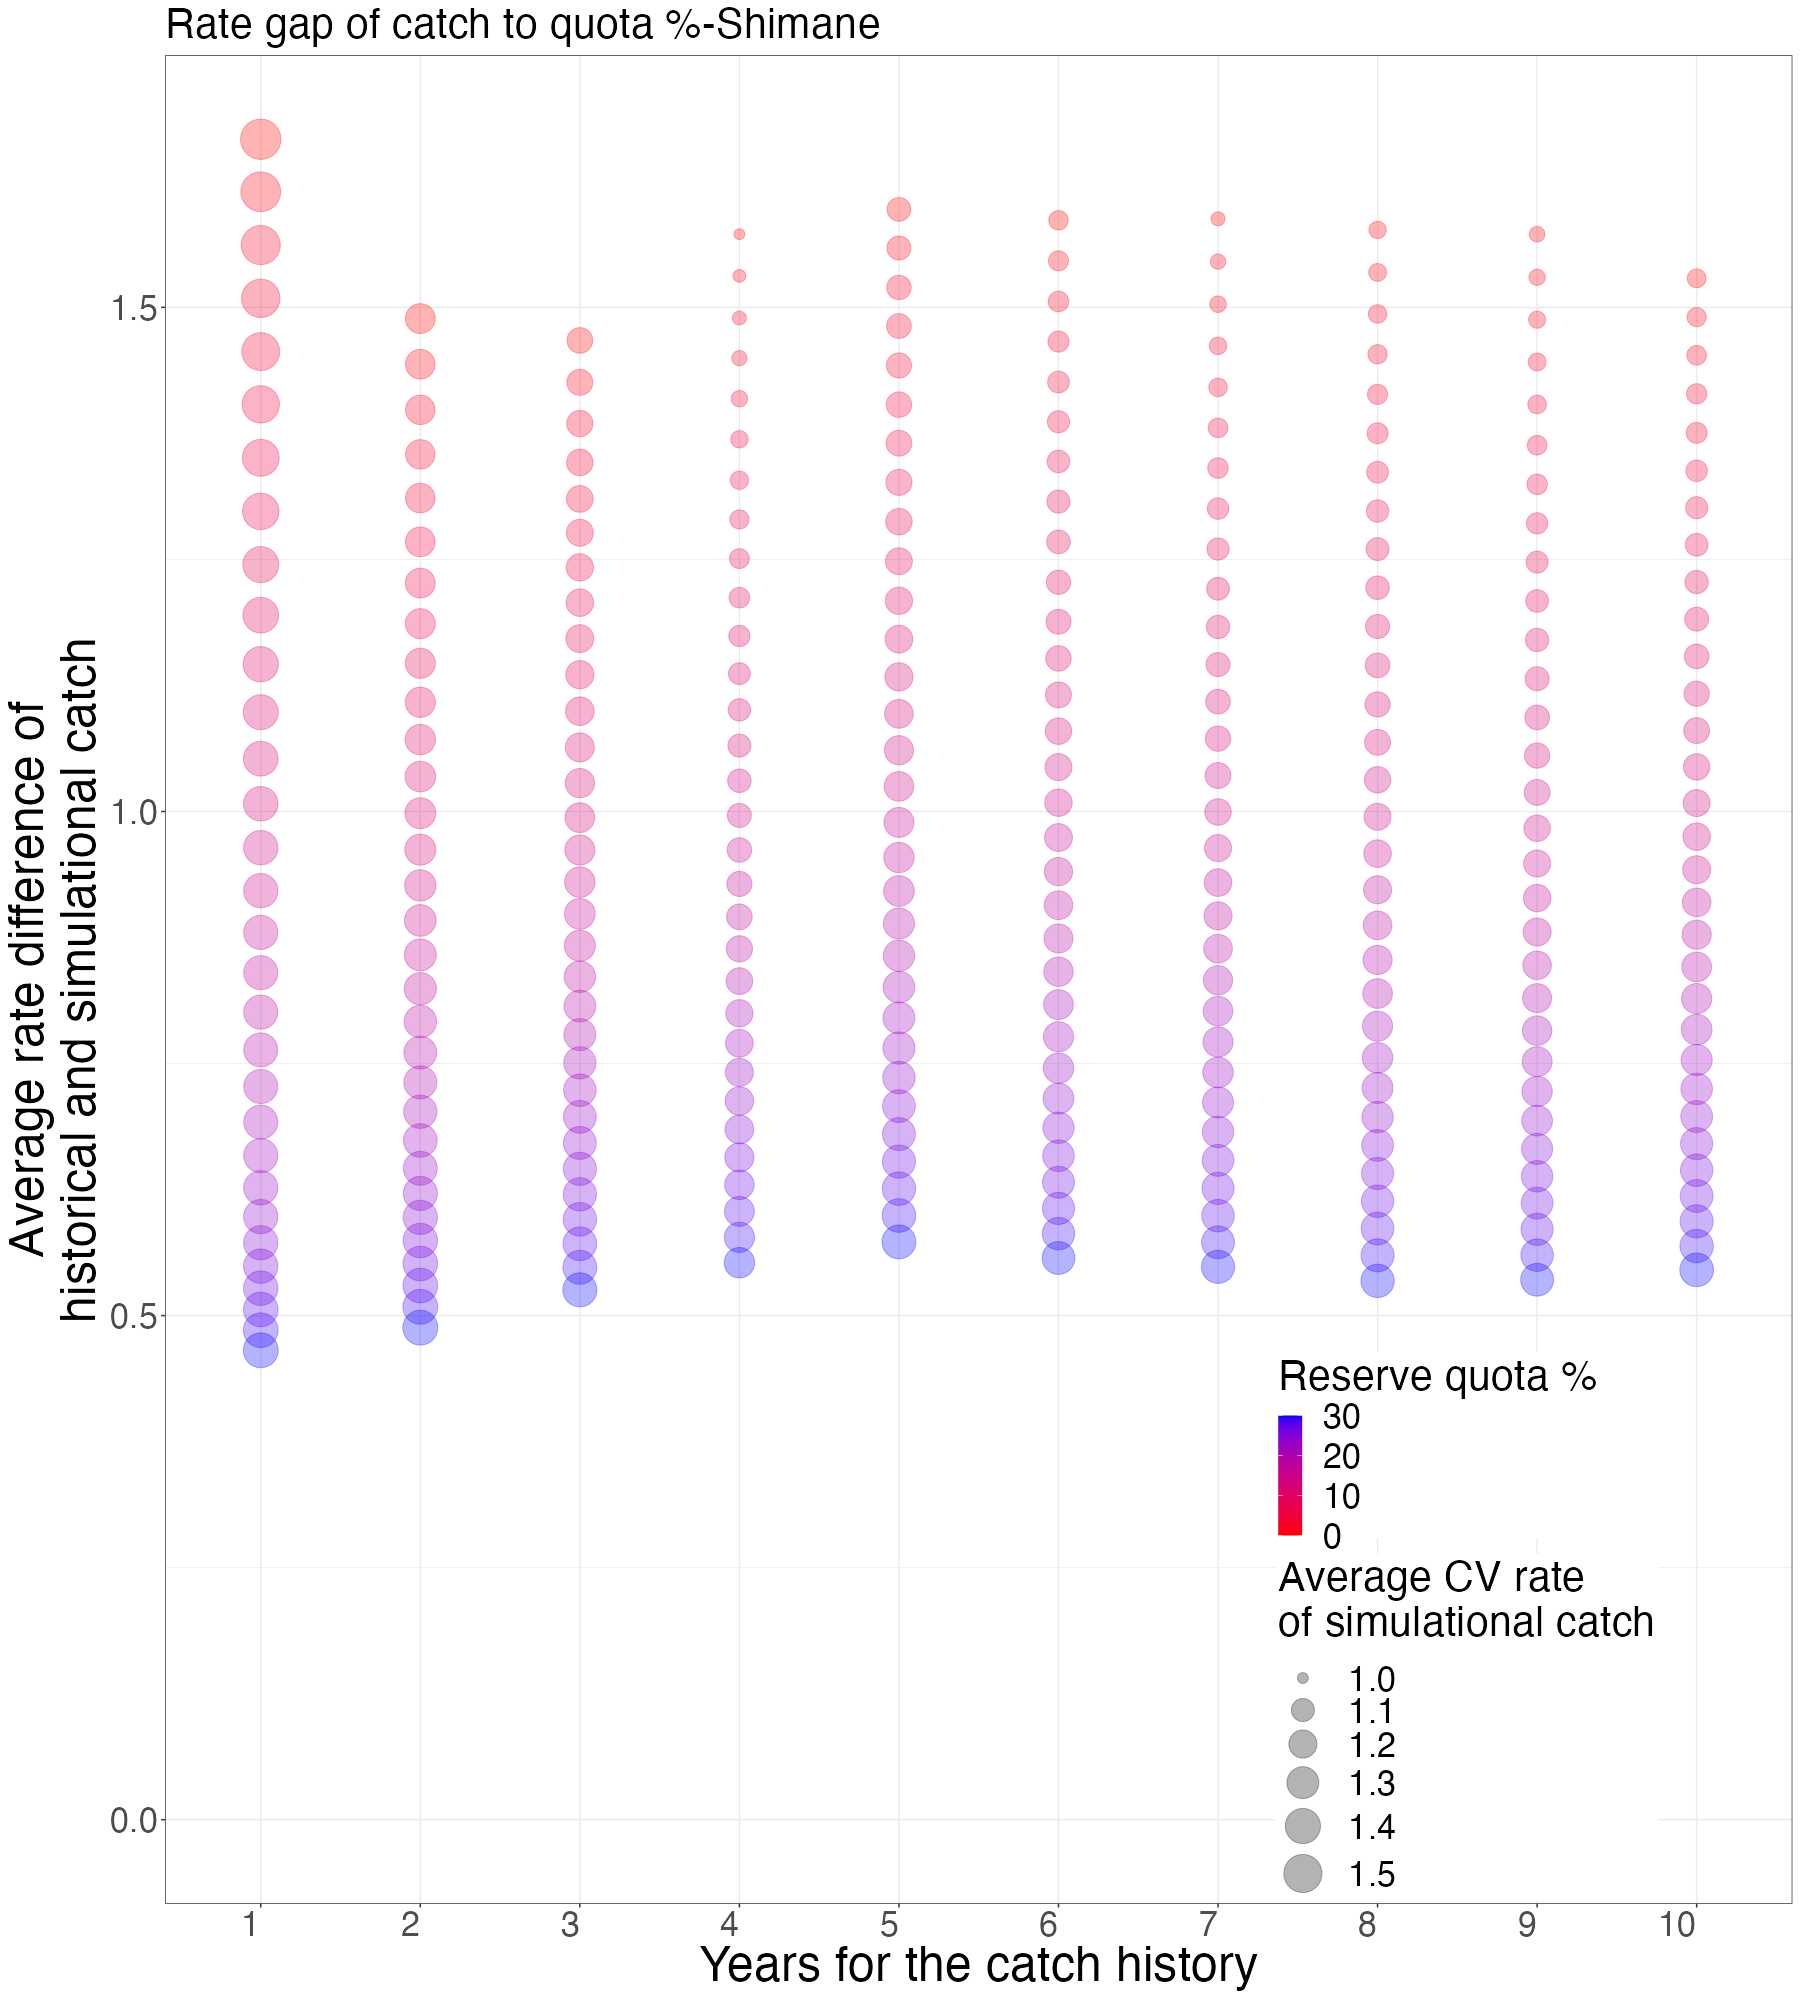 Rate gap of catch to quota %-Shimane
Average rate difference of
historical and simulational catch
1.5
1.0
0.5
0.0
Reserve quota %
30
20
10
0
Average CV rate
of simulational catch
1.0
1.1
1.2
1.3
1.4
1.5
1 2 3 4 5 6 7 8 9 10
Years for the catch history